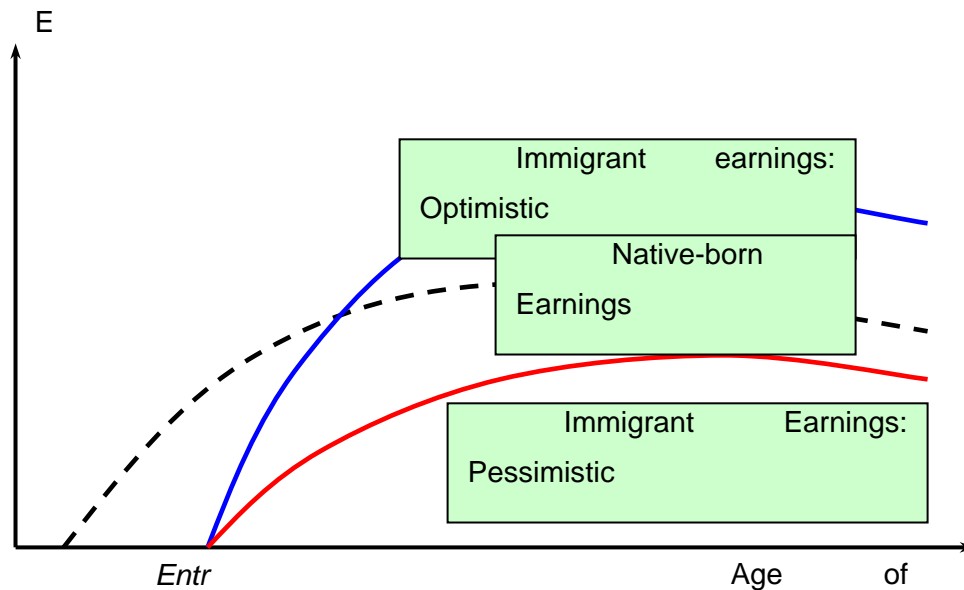 E
Immigrant earnings:
Optimistic
Native-born
Earnings
Immigrant Earnings:
Pessimistic
Entr
Age of